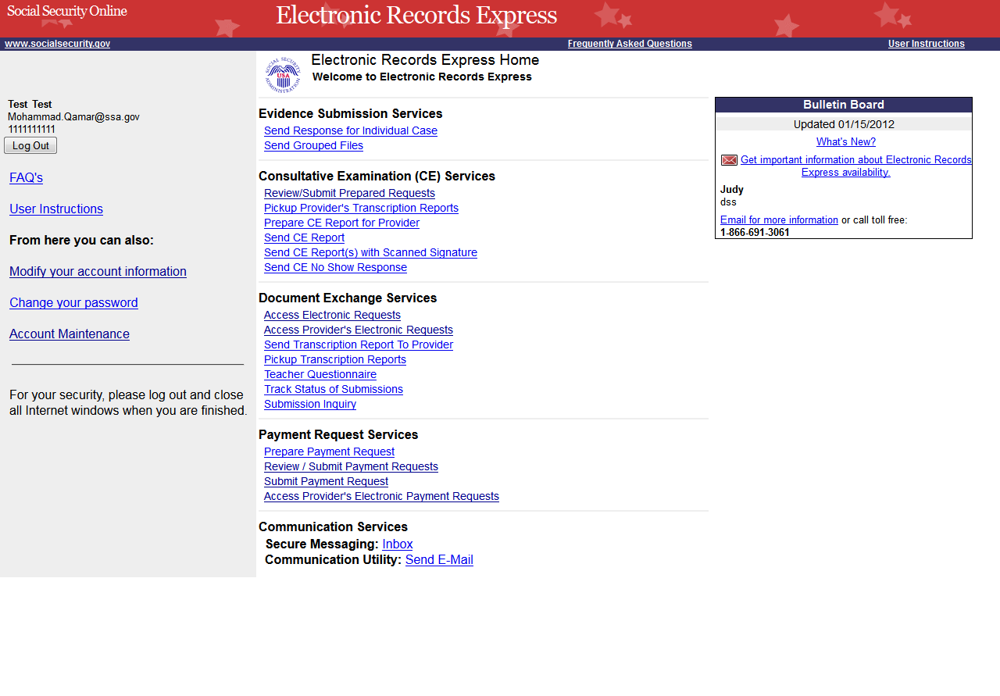 Social Security Online
Electronic Records Express
www.socialsecurity.gov
Frequently Asked Questions
User Instructions
Test Test
Mohammad.Qamar@ssa.gov
1111111111
Log Out
FAQ's
User Instructions
From here you can also:
Modify your account information
Change your password
Account Maintenance
For your security, please log out and close
all Internet windows when you are finished.
SOCIAL SECURITY ADMINISTRATION
USA
Electronic Records Express Home
Welcome to Electronic Records Express
Evidence Submission Services
Send Response for Individual Case
Send Grouped Files
Consultative Examination (CE) Services
Review/Submit Prepared Requests
Pickup Provider's Transcription Reports
Prepare CE Report for Provider
Send CE Report
Send CE Report(s) with Scanned Signature
Send CE No Show Response
Document Exchange Services
Access Electronic Requests
Access Provider's Electronic Requests
Send Transcription Report To Provider
Pickup Transcription Reports
Teacher Questionnaire
Track Status of Submissions
Submission Inquiry
Payment Request Services
Prepare Payment Request
Review / Submit Payment Requests
Submit Payment Request
Access Provider's Electronic Payment Requests
Communication Services
Secure Messaging: Inbox
Communication Utility: Send E-Mail
Bulletin Board
Updated 01/15/2012
What's New?
Get important information about Electronic Records
Express availability.
Judy
dss
Email for more information or call toll free:
1-866-691-3061